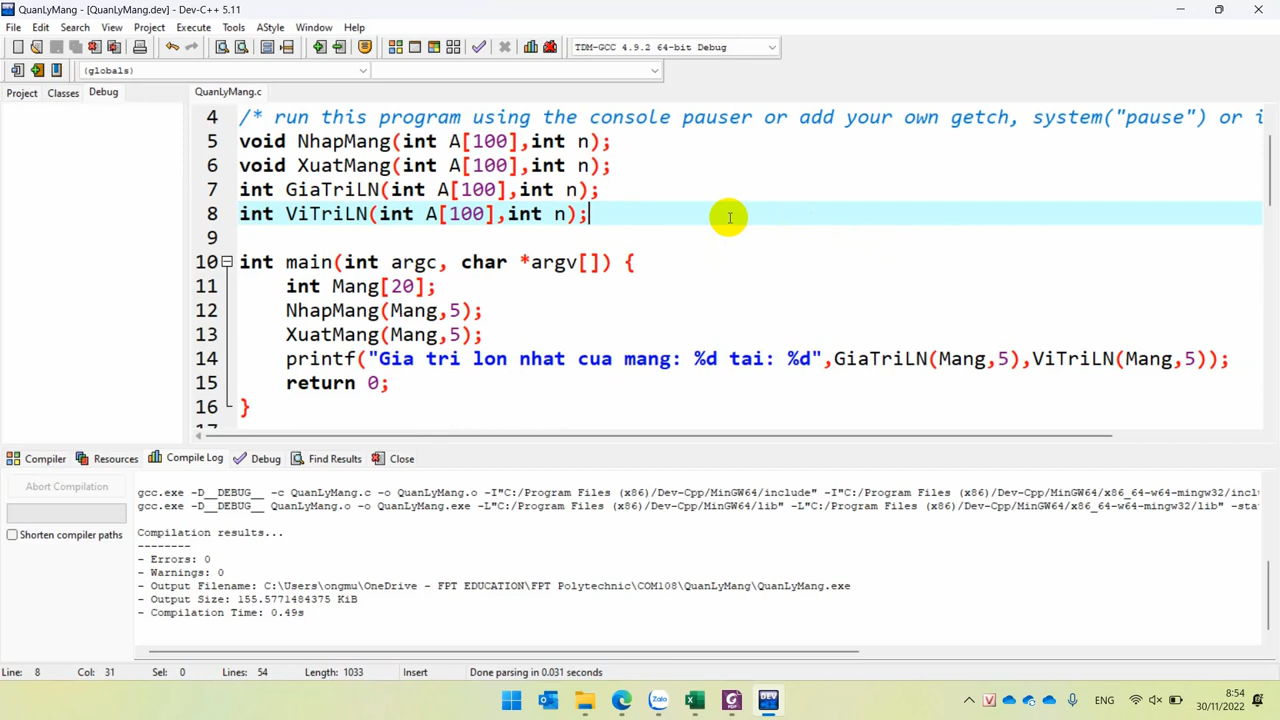 QuanLyMang - [QuanLyMang.dev] - Dev-C++ 5.11
File Edit Search View Project Execute Tools AStyle Window Help
TDM-GCC 4.9.2 64-bit Debug
(globals)
Project Classes Debug QuanLyMang.c
4 /* run this program using the console pauser or add your own getch, system("pause") or i
5 void NhapMang(int A[100],int n);
6 void XuatMang(int A[100],int n);
7 int GiaTriLN(int A[100],int n);
8 int ViTriLN(int A[100],int n);
9
10 int main(int argc, char *argv[]) {
11 int Mang[20];
12 NhapMang(Mang,5);
13 XuatMang(Mang,5);
14 printf("Gia tri lon nhat cua mang: %d tai: %d",GiaTriLN(Mang,5),ViTriLN(Mang,5));
15 return 0;
16 }
Compiler Resources Compile Log Debug Find Results Close
Abort Compilation
Shorten compiler paths
gcc.exe -D__DEBUG__ -c QuanLyMang.c -o QuanLyMang.o -I"C:/Program Files (x86)/Dev-Cpp/MinGW64/include" -I"C:/Program Files (x86)/Dev-Cpp/MinGW64/x86_64-w64-mingw32/inclu
gcc.exe -D__DEBUG__ QuanLyMang.o -o QuanLyMang.exe -L"C:/Program Files (x86)/Dev-Cpp/MinGW64/lib" -L"C:/Program Files (x86)/Dev-Cpp/MinGW64/x86_64-w64-mingw32/lib" -sta
Compilation results...
--------
- Errors: 0
- Warnings: 0
- Output Filename: C:\Users\ongmu\OneDrive - FPT EDUCATION\FPT Polytechnic\COM108\QuanLyMang\QuanLyMang.exe
- Output Size: 155.5771484375 KiB
- Compilation Time: 0.49s
Line: 8 Col: 31 Sel: 0 Lines: 54 Length: 1033 Insert Done parsing in 0.031 seconds
Zalo
PDF
DEV
ENG
8:54
30/11/2022